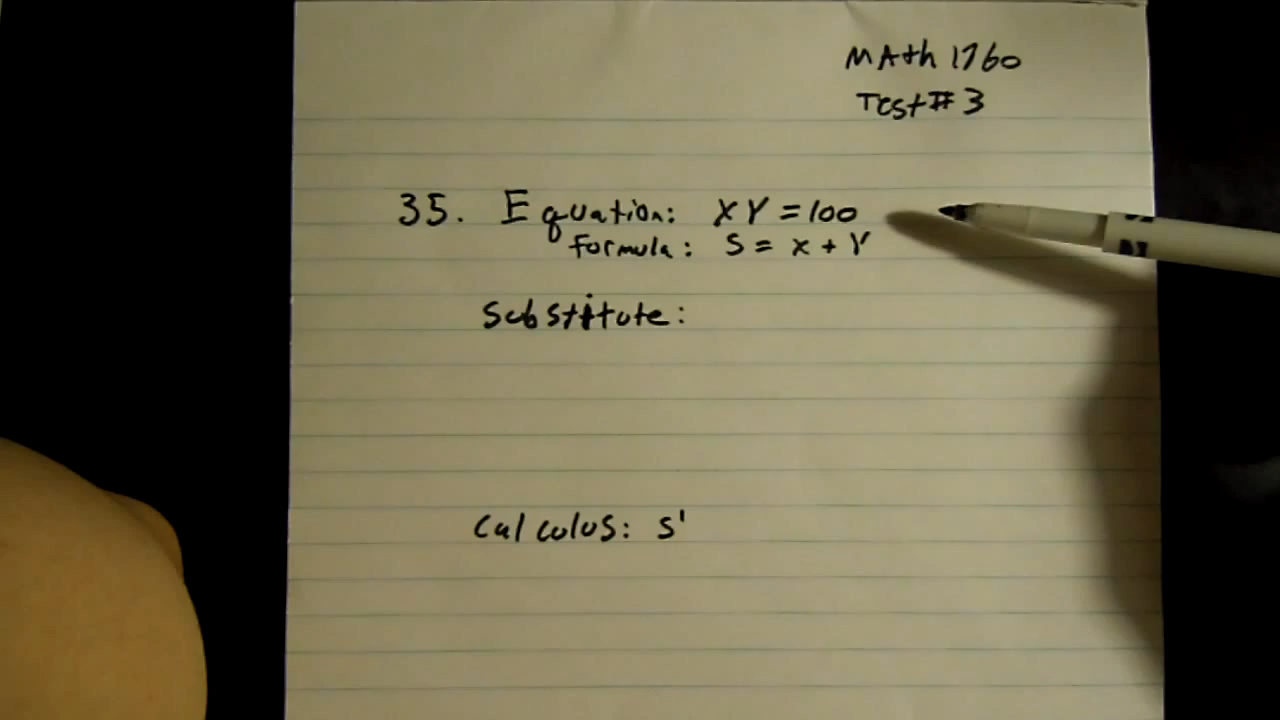 MAth 1760
Test# 3
35. Equation: XY = 100
formula: S = x + Y
Substitute:
Calculus: S'